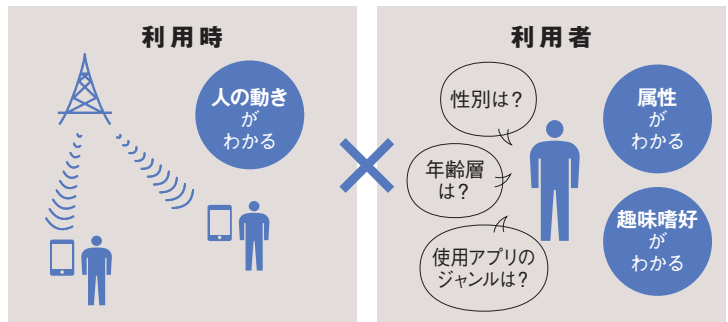 利用時
人の動き
が
わかる
利用者
性別は?
年齢層
は?
使用アプリの
ジャンルは?
属性
が
わかる
趣味嗜好
が
わかる